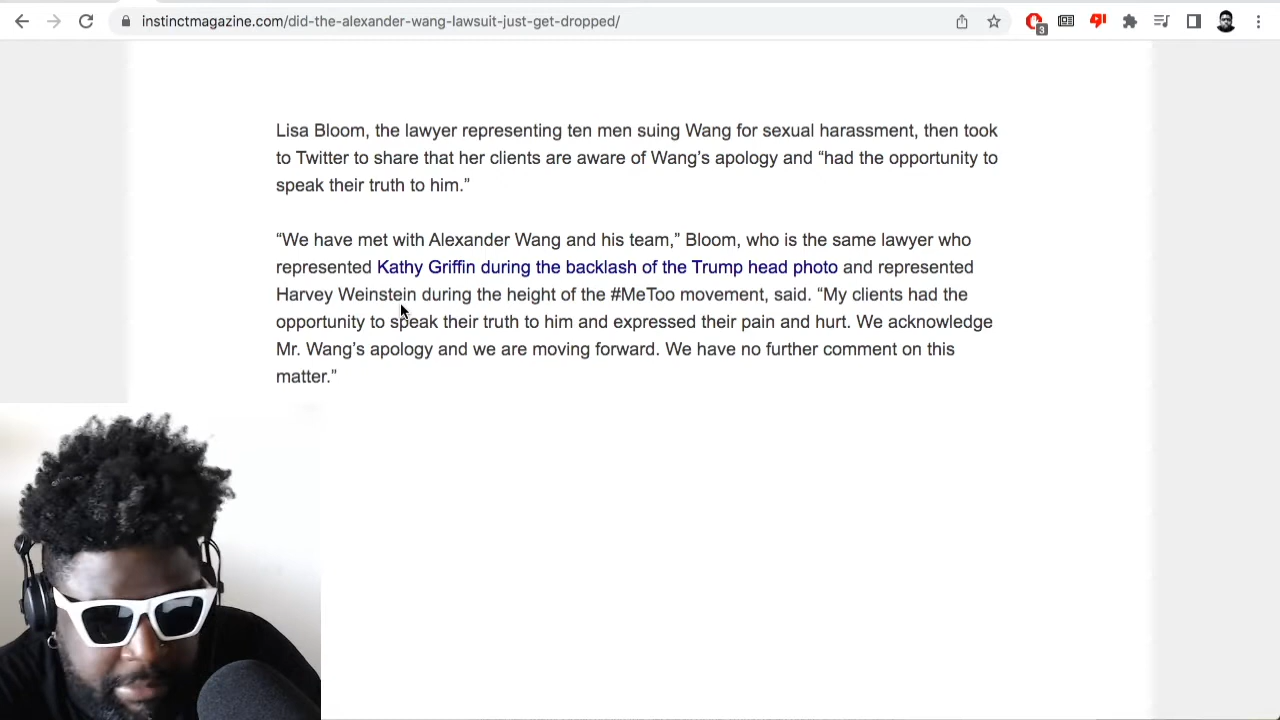 instinctmagazine.com/did-the-alexander-wang-lawsuit-just-get-dropped/
3
Lisa Bloom, the lawyer representing ten men suing Wang for sexual harassment, then took
to Twitter to share that her clients are aware of Wang’s apology and “had the opportunity to
speak their truth to him.”
“We have met with Alexander Wang and his team,” Bloom, who is the same lawyer who
represented Kathy Griffin during the backlash of the Trump head photo and represented
Harvey Weinstein during the height of the #MeToo movement, said. “My clients had the
opportunity to speak their truth to him and expressed their pain and hurt. We acknowledge
Mr. Wang’s apology and we are moving forward. We have no further comment on this
matter.”